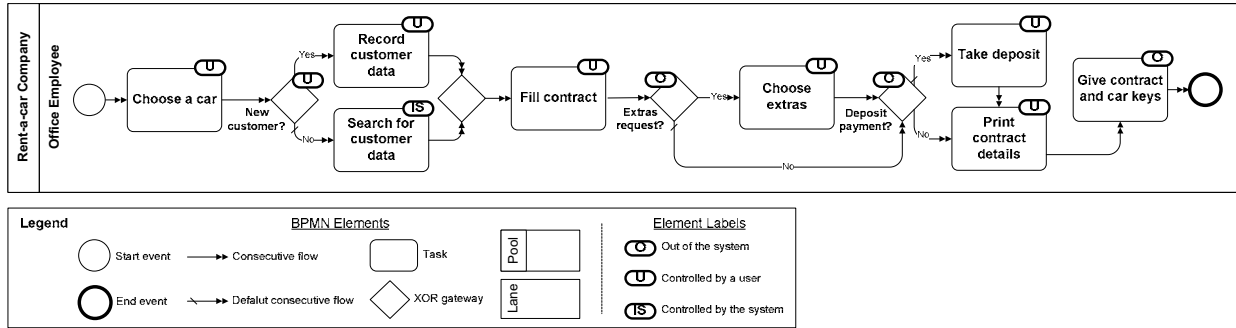 Rent-a-car Company
Office Employee
Choose a car
U
New
customer?
U
Yes
No
Record
customer
data
U
Search for
customer
data
IS
Fill contract
U
Extras
request?
O
Yes
No
Choose
extras
U
Deposit
payment?
O
Yes
No
Take deposit
U
Print
contract
details
U
Give contract
and car keys
O
Legend
BPMN Elements
Start event
Consecutive flow
Task
Pool
End event
Defalut consecutive flow
XOR gateway
Lane
Element Labels
O Out of the system
U Controlled by a user
IS Controlled by the system